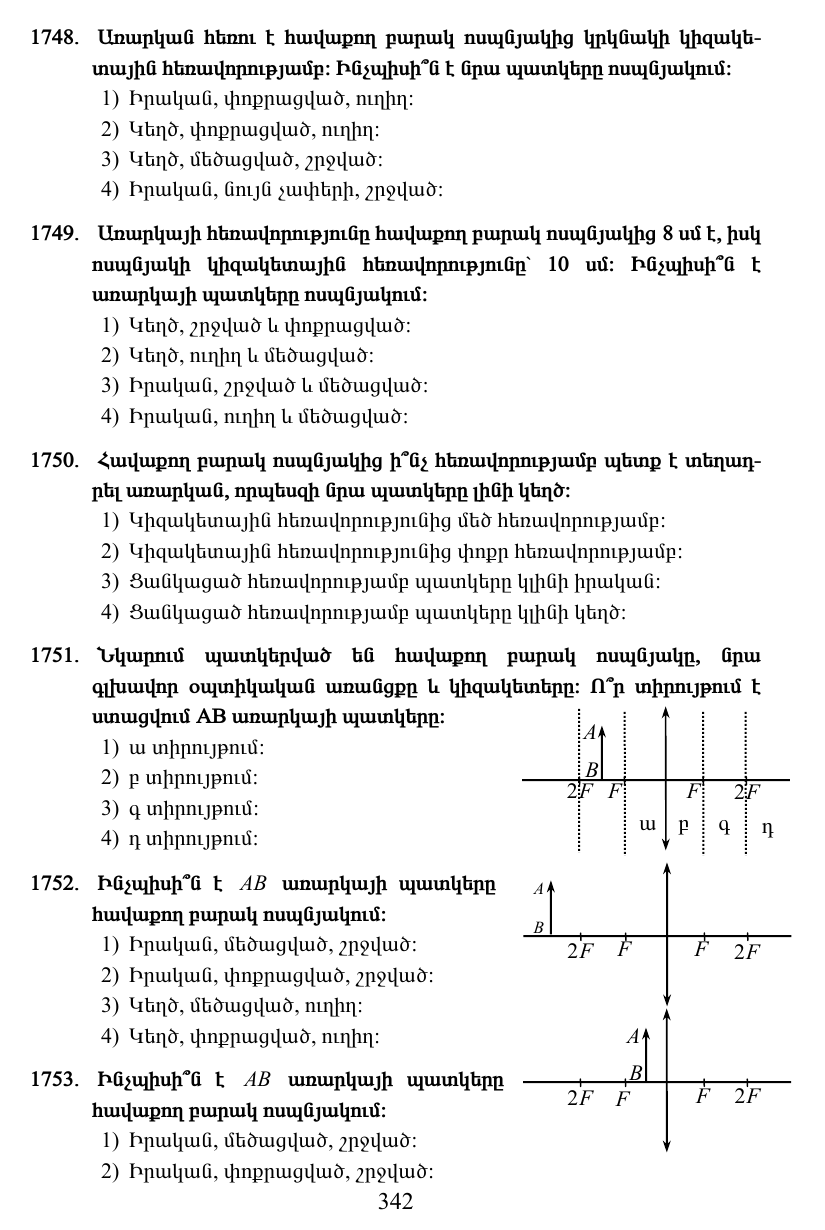 1748. Առարկան հեռու է հավաքող բարակ ոսպնյակից կրկնակի կիզակե-
տային հեռավորությամբ: Ինչպիսի՞ն է նրա պատկերը ոսպնյակում:
1) Իրական, փոքրացված, ուղիղ:
2) Կեղծ, փոքրացված, ուղիղ:
3) Կեղծ, մեծացված, շրջված:
4) Իրական, նույն չափերի, շրջված:
1749. Առարկայի հեռավորությունը հավաքող բարակ ոսպնյակից 8 սմ է, իսկ
ոսպնյակի կիզակետային հեռավորությունը` 10 սմ: Ինչպիսի՞ն է
առարկայի պատկերը ոսպնյակում:
1) Կեղծ, շրջված և փոքրացված:
2) Կեղծ, ուղիղ և մեծացված:
3) Իրական, շրջված և մեծացված:
4) Իրական, ուղիղ և մեծացված:
1750. Հավաքող բարակ ոսպնյակից ի՞նչ հեռավորությամբ պետք է տեղադ-
րել առարկան, որպեսզի նրա պատկերը լինի կեղծ:
1) Կիզակետային հեռավորությունից մեծ հեռավորությամբ:
2) Կիզակետային հեռավորությունից փոքր հեռավորությամբ:
3) Ցանկացած հեռավորությամբ պատկերը կլինի իրական:
4) Ցանկացած հեռավորությամբ պատկերը կլինի կեղծ:
1751. Նկարում պատկերված են հավաքող բարակ ոսպնյակը, նրա
գլխավոր օպտիկական առանցքը և կիզակետերը: Ո՞ր տիրույթում է
ստացվում AB առարկայի պատկերը:
1) ա տիրույթում:
2) բ տիրույթում:
3) գ տիրույթում:
4) դ տիրույթում:
A
B
2F F F 2F
ա բ գ դ
1752. Ինչպիսի՞ն է AB առարկայի պատկերը
հավաքող բարակ ոսպնյակում:
1) Իրական, մեծացված, շրջված:
2) Իրական, փոքրացված, շրջված:
3) Կեղծ, մեծացված, ուղիղ:
4) Կեղծ, փոքրացված, ուղիղ:
A
B
2F F F 2F
1753. Ինչպիսի՞ն է AB առարկայի պատկերը
հավաքող բարակ ոսպնյակում:
1) Իրական, մեծացված, շրջված:
2) Իրական, փոքրացված, շրջված:
A
B
2F F F 2F
342